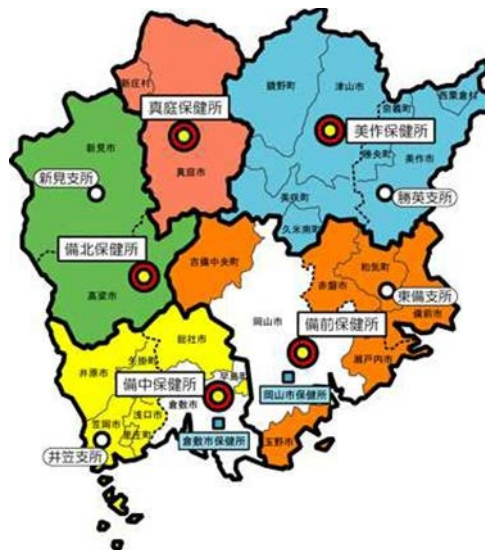 新庄村
真庭保健所
真庭市
鏡野町
津山市
奈義町
西粟倉村
美作保健所
勝央町
美作市
美咲町
勝英支所
久米南町
新見市
新見支所
備北保健所
高梁市
吉備中央町
赤磐市
和気町
東備支所
備前市
岡山市
備前保健所
瀬戸内市
岡山市保健所
玉野市
総社市
矢掛町
井原市
早島町
備中保健所
倉敷市
浅口市
笠岡市
里庄町
倉敷市保健所
井笠支所